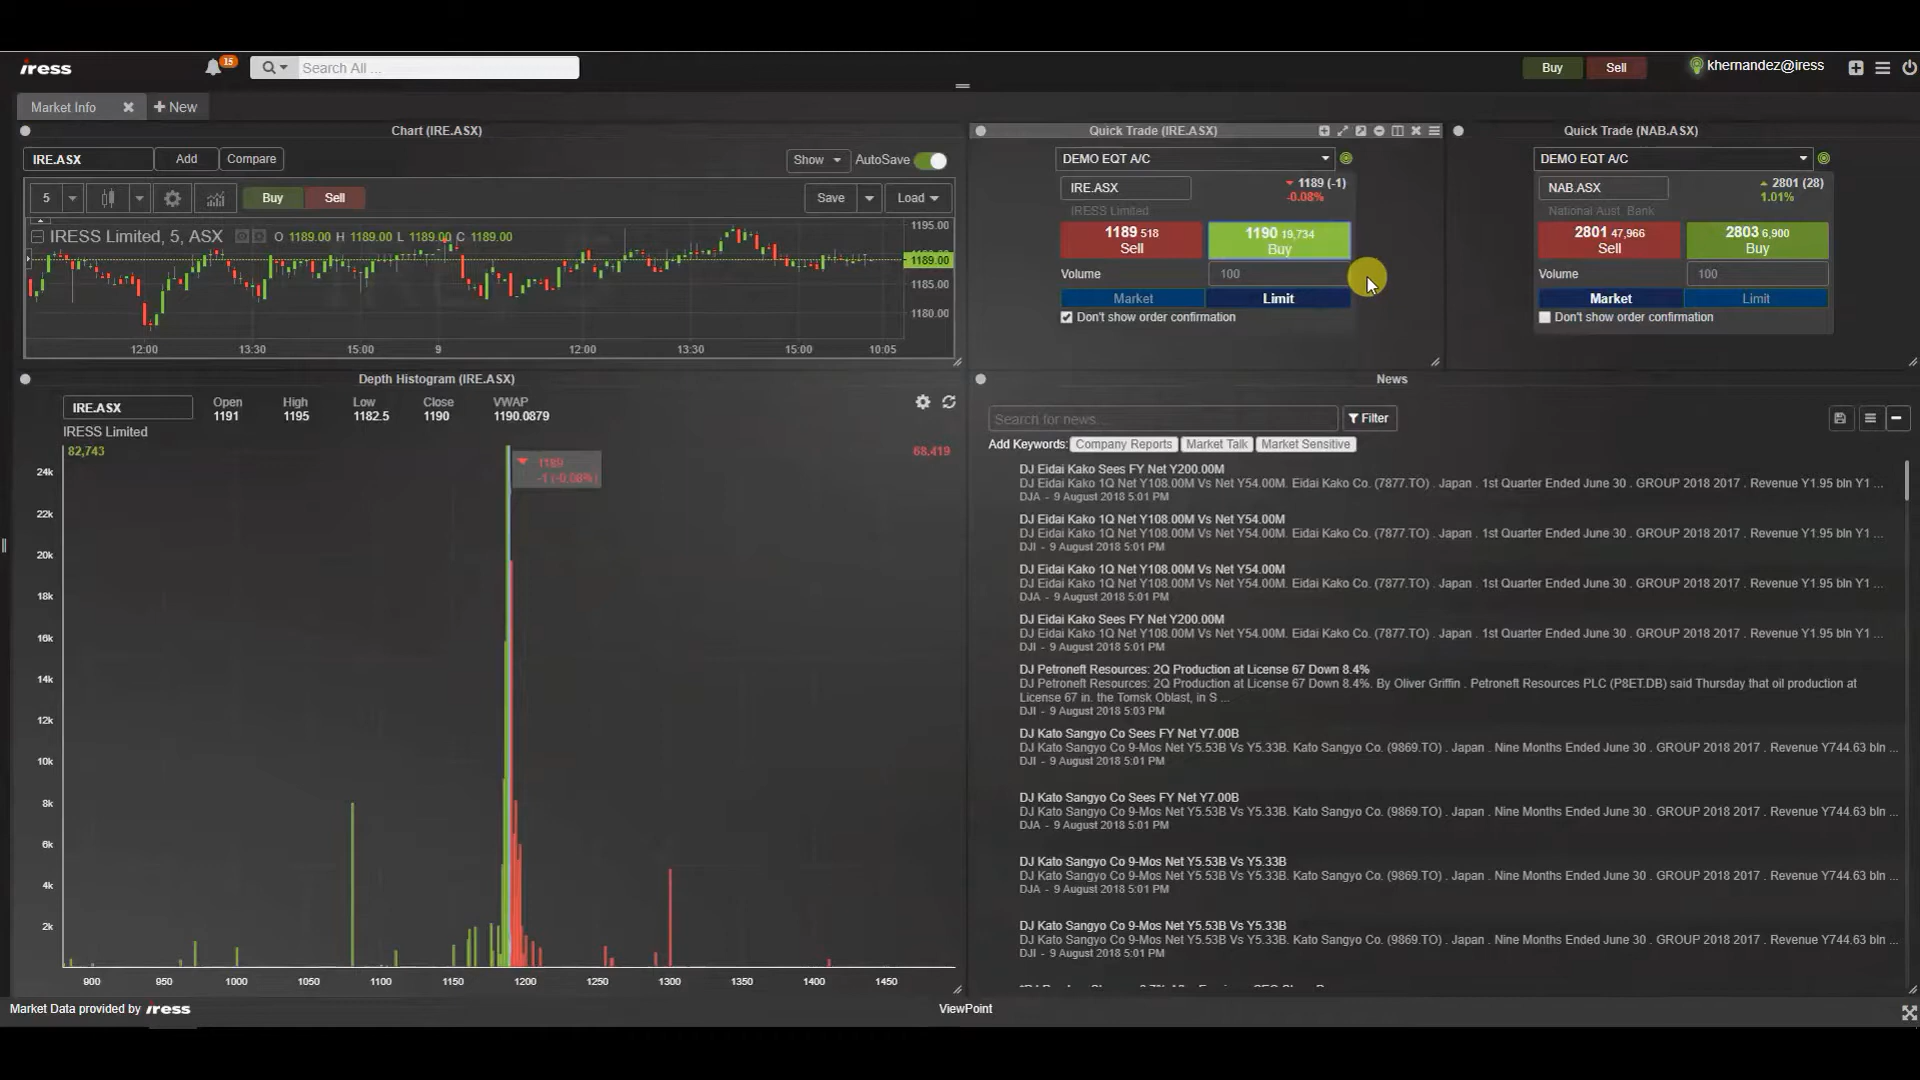 iress
15
Search All ...
Buy
Sell
khernandez@iress
Market Info
New
Chart (IRE.ASX)
IRE.ASX
Add
Compare
Show
AutoSave
5
Buy
Sell
Save
Load
IRESS Limited, 5, ASX
O 1189.00 H 1189.00 L 1189.00 C 1189.00
1195.00
1189.00
1185.00
1180.00
12:00 13:30 15:00 9 12:00 13:30 15:00 10:05
Quick Trade (IRE.ASX)
DEMO EQT A/C
IRE.ASX
1189 (-1)
-0.08%
IRESS Limited
1189 518
Sell
1190 19,734
Buy
Volume
100
Market
Limit
Don't show order confirmation
Quick Trade (NAB.ASX)
DEMO EQT A/C
NAB.ASX
2801 (28)
1.01%
National Aust. Bank
2801 47,966
Sell
2803 6,900
Buy
Volume
100
Market
Limit
Don't show order confirmation
Depth Histogram (IRE.ASX)
IRE.ASX
Open High Low Close VWAP
1191 1195 1182.5 1190 1190.0879
IRESS Limited
82,743
68,419
1189
-1 (-0.08%)
24k
22k
20k
18k
16k
14k
12k
10k
8k
6k
4k
2k
900 950 1000 1050 1100 1150 1200 1250 1300 1350 1400 1450
News
Search for news...
Filter
Add Keywords: Company Reports Market Talk Market Sensitive
DJ Eidai Kako Sees FY Net Y200.00M
DJ Eidai Kako 1Q Net Y108.00M Vs Net Y54.00M. Eidai Kako Co. (7877.TO) . Japan . 1st Quarter Ended June 30 . GROUP 2018 2017 . Revenue Y1.95 bln Y1 ...
DJA - 9 August 2018 5:01 PM
DJ Eidai Kako 1Q Net Y108.00M Vs Net Y54.00M
DJ Eidai Kako 1Q Net Y108.00M Vs Net Y54.00M. Eidai Kako Co. (7877.TO) . Japan . 1st Quarter Ended June 30 . GROUP 2018 2017 . Revenue Y1.95 bln Y1 ...
DJI - 9 August 2018 5:01 PM
DJ Eidai Kako 1Q Net Y108.00M Vs Net Y54.00M
DJ Eidai Kako 1Q Net Y108.00M Vs Net Y54.00M. Eidai Kako Co. (7877.TO) . Japan . 1st Quarter Ended June 30 . GROUP 2018 2017 . Revenue Y1.95 bln Y1 ...
DJA - 9 August 2018 5:01 PM
DJ Eidai Kako Sees FY Net Y200.00M
DJ Eidai Kako 1Q Net Y108.00M Vs Net Y54.00M. Eidai Kako Co. (7877.TO) . Japan . 1st Quarter Ended June 30 . GROUP 2018 2017 . Revenue Y1.95 bln Y1 ...
DJI - 9 August 2018 5:01 PM
DJ Petroneft Resources: 2Q Production at License 67 Down 8.4%
DJ Petroneft Resources: 2Q Production at License 67 Down 8.4%. By Oliver Griffin . Petroneft Resources PLC (P8ET.DB) said Thursday that oil production at
License 67 in. the Tomsk Oblast, in S ...
DJI - 9 August 2018 5:03 PM
DJ Kato Sangyo Co Sees FY Net Y7.00B
DJ Kato Sangyo Co 9-Mos Net Y5.53B Vs Y5.33B. Kato Sangyo Co. (9869.TO) . Japan . Nine Months Ended June 30 . GROUP 2018 2017 . Revenue Y744.63 bln ...
DJI - 9 August 2018 5:01 PM
DJ Kato Sangyo Co Sees FY Net Y7.00B
DJ Kato Sangyo Co 9-Mos Net Y5.53B Vs Y5.33B. Kato Sangyo Co. (9869.TO) . Japan . Nine Months Ended June 30 . GROUP 2018 2017 . Revenue Y744.63 bln ...
DJA - 9 August 2018 5:01 PM
DJ Kato Sangyo Co 9-Mos Net Y5.53B Vs Y5.33B
DJ Kato Sangyo Co 9-Mos Net Y5.53B Vs Y5.33B. Kato Sangyo Co. (9869.TO) . Japan . Nine Months Ended June 30 . GROUP 2018 2017 . Revenue Y744.63 bln ...
DJA - 9 August 2018 5:01 PM
DJ Kato Sangyo Co 9-Mos Net Y5.53B Vs Y5.33B
DJ Kato Sangyo Co 9-Mos Net Y5.53B Vs Y5.33B. Kato Sangyo Co. (9869.TO) . Japan . Nine Months Ended June 30 . GROUP 2018 2017 . Revenue Y744.63 bln ...
DJI - 9 August 2018 5:01 PM
Market Data provided by iress
ViewPoint